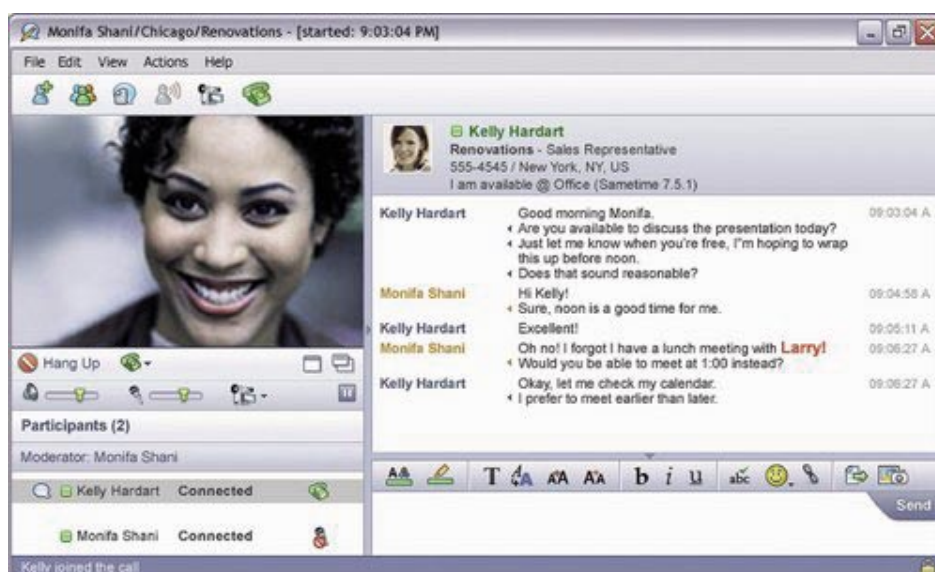 Monifa Shani/Chicago/Renovations - [started: 9:03:04 PM]
File Edit View Actions Help
Kelly Hardart
Renovations - Sales Representative
555-4545 / New York, NY, US
I am available @ Office (Sametime 7.5.1)
Kelly Hardart Good morning Monifa. 09:03:04 A
Are you available to discuss the presentation today?
Just let me know when you're free, I'm hoping to wrap
this up before noon.
Does that sound reasonable?
Monifa Shani Hi Kelly! 09:04:58 A
Sure, noon is a good time for me.
Kelly Hardart Excellent! 09:05:11 A
Monifa Shani Oh no! I forgot I have a lunch meeting with Larry! 09:06:27 A
Would you be able to meet at 1:00 instead?
Kelly Hardart Okay, let me check my calendar. 09:06:27 A
I prefer to meet earlier than later.
Hang Up
Participants (2)
Moderator: Monifa Shani
Kelly Hardart Connected
Monifa Shani Connected
T A A A A A A A b i u abc
Send
Kelly joined the call